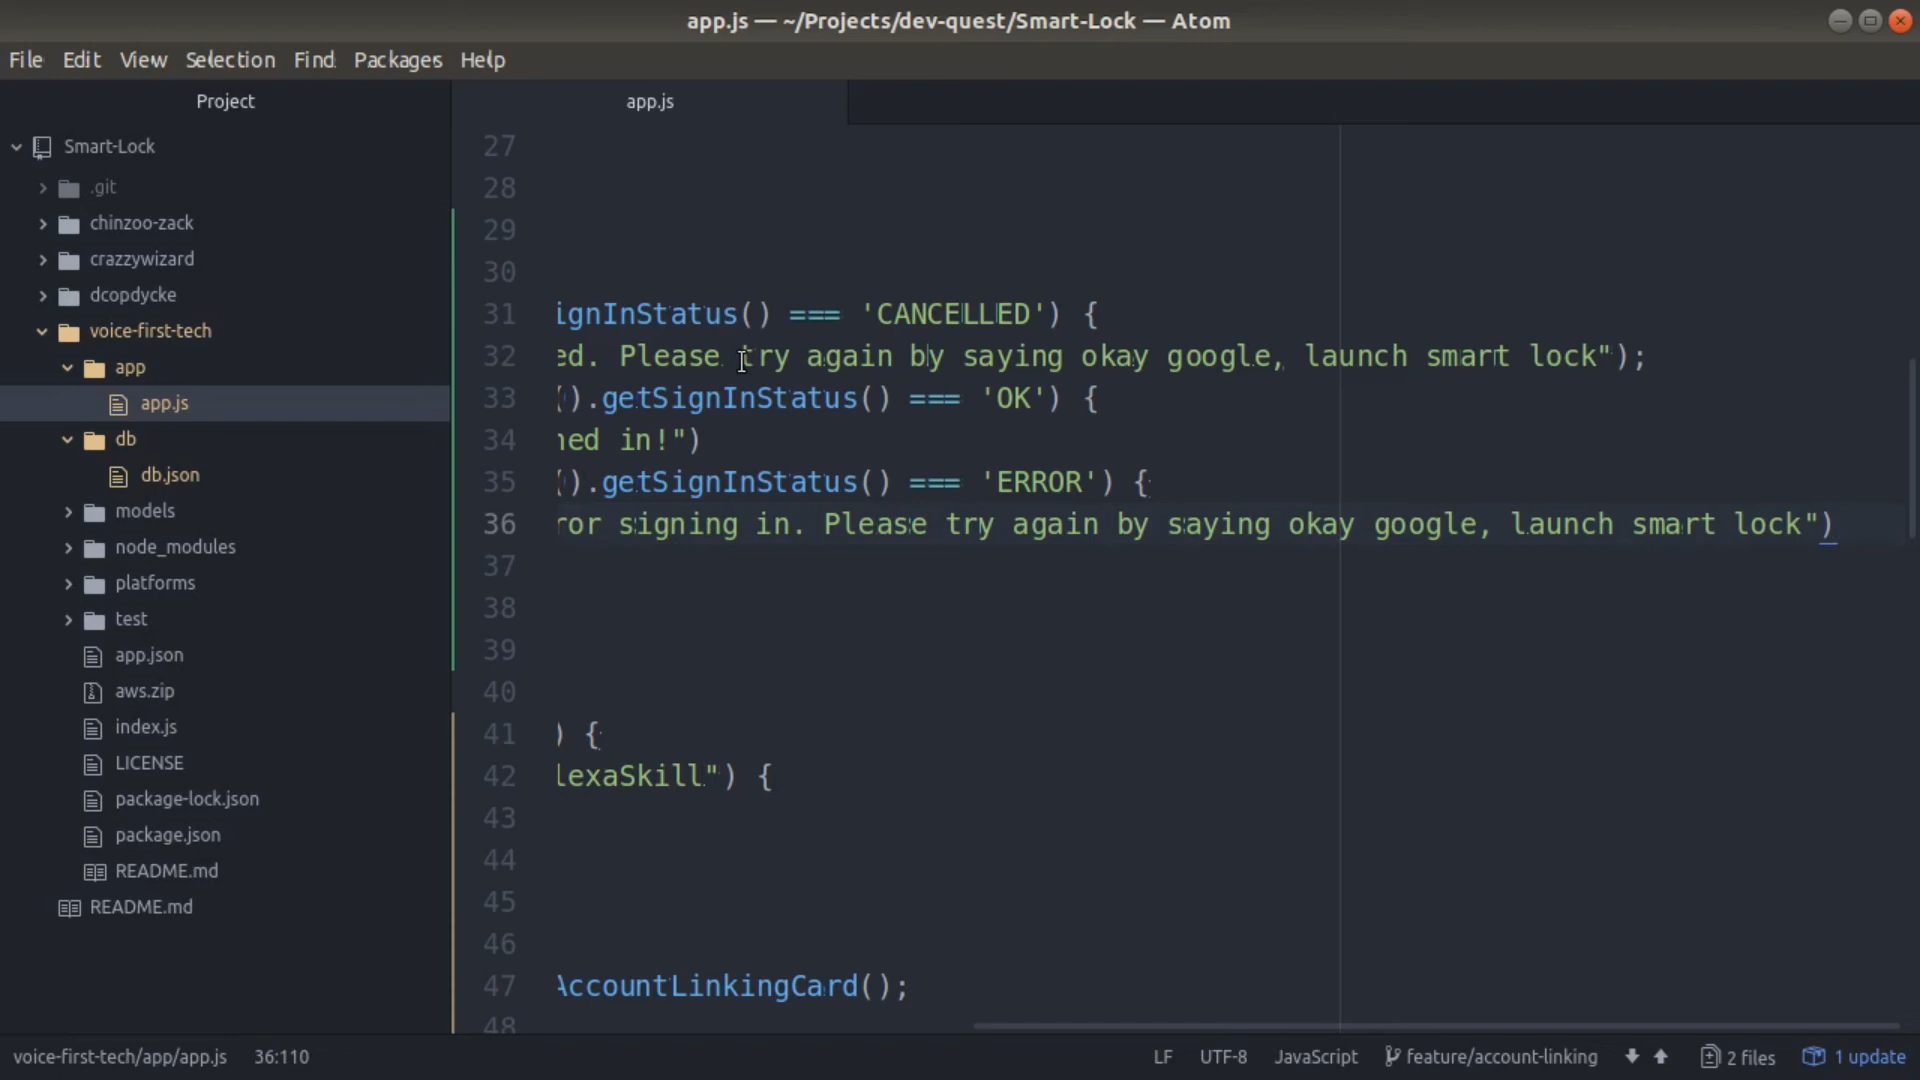 app.js — ~/Projects/dev-quest/Smart-Lock — Atom
File Edit View Selection Find Packages Help
Project
app.js
Smart-Lock
.git
chinzoo-zack
crazzywizard
dcopdycke
voice-first-tech
app
app.js
db
db.json
models
node_modules
platforms
test
app.json
aws.zip
index.js
LICENSE
package-lock.json
package.json
README.md
README.md
27
28
29
30
31 ignInStatus() === 'CANCELLED') {
32 ed. Please try again by saying okay google, launch smart lock");
33 ().getSignInStatus() === 'OK') {
34 ned in!")
35 ().getSignInStatus() === 'ERROR') {
36 ror signing in. Please try again by saying okay google, launch smart lock")
37
38
39
40
41 ) {
42 lexaSkill") {
43
44
45
46
47 AccountLinkingCard();
48
voice-first-tech/app/app.js 36:110 LF UTF-8 JavaScript feature/account-linking 2 files 1 update